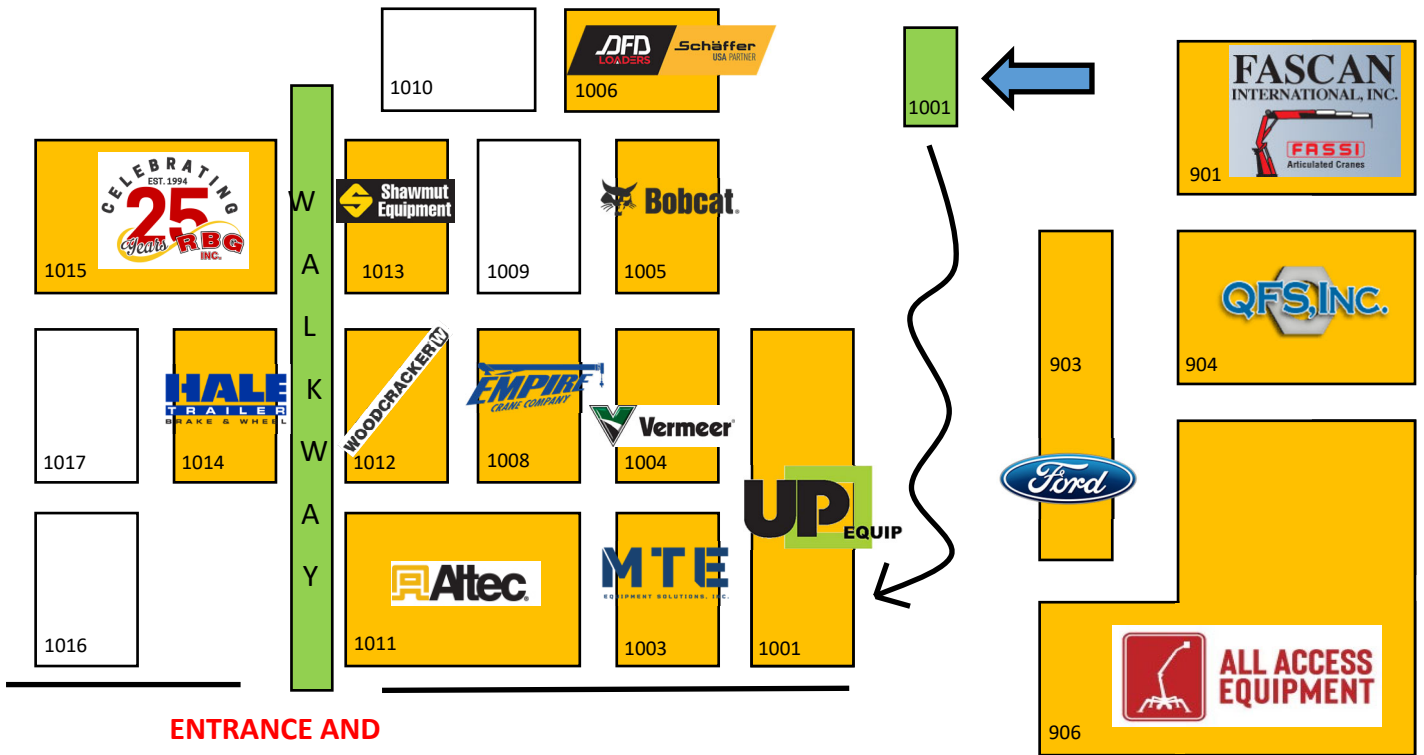 DFD
LOADERS
Schäffer
USA PARTNER
1010
1006
1001
FASCAN
INTERNATIONAL, INC.
FASSI
Articulated Cranes
901
CELEBRATING
EST. 1994
25
Years
RBG
INC.
1015
WALKWAY
Shawmut
Equipment
1013
1009
Bobcat.
1005
903
QFS, INC.
904
1017
HALE
TRAILER
BRAKE & WHEEL
1014
WOODCRACKER W
1012
EMPIRE
CRANE COMPANY
1008
Vermeer
1004
UP
EQUIP
Ford
1016
Altec.
1011
MTE
EQUIPMENT SOLUTIONS, INC.
1003
1001
ALL ACCESS
EQUIPMENT
906
ENTRANCE AND